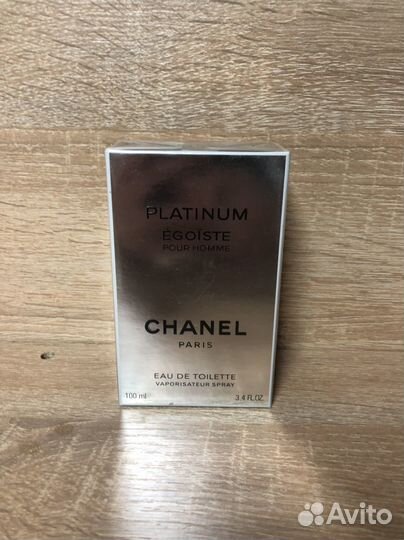 PLATINUM
ÉGOÏSTE
POUR HOMME
CHANEL
PARIS
EAU DE TOILETTE
VAPORISATEUR SPRAY
100 ml 3.4 FL.OZ.
Avito